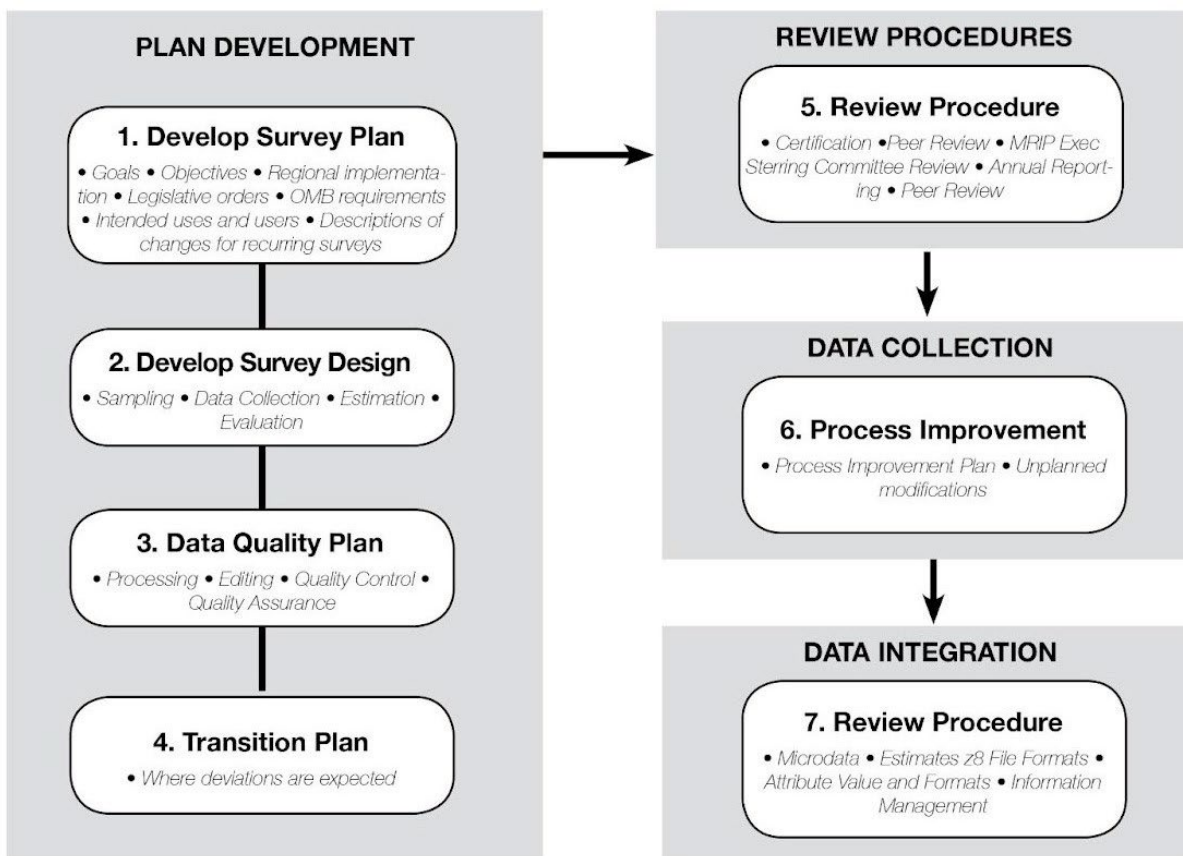 PLAN DEVELOPMENT
1. Develop Survey Plan
• Goals • Objectives • Regional implementa-
tion • Legislative orders • OMB requirements
• Intended uses and users • Descriptions of
changes for recurring surveys
2. Develop Survey Design
• Sampling • Data Collection • Estimation •
Evaluation
3. Data Quality Plan
• Processing • Editing • Quality Control •
Quality Assurance
4. Transition Plan
• Where deviations are expected
REVIEW PROCEDURES
5. Review Procedure
• Certification •Peer Review • MRIP Exec
Sterring Committee Review • Annual Report-
ing • Peer Review
DATA COLLECTION
6. Process Improvement
• Process Improvement Plan • Unplanned
modifications
DATA INTEGRATION
7. Review Procedure
• Microdata • Estimates z8 File Formats •
Attribute Value and Formats • Information
Management